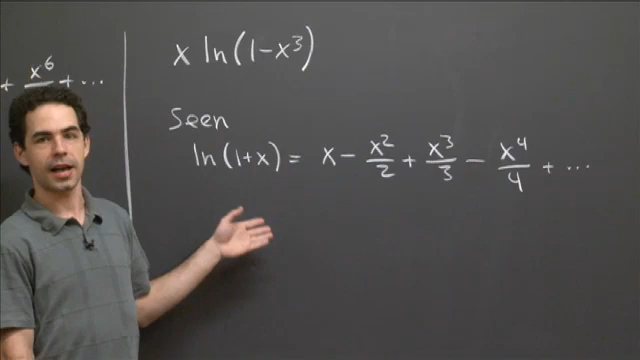 + x⁶/ + ...
x ln(1-x³)
Seen
ln(1+x) = x - x²/2 + x³/3 - x⁴/4 + ...